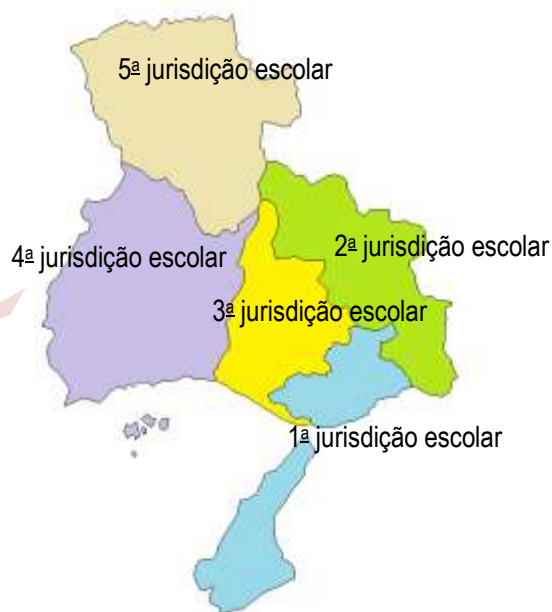 5ª jurisdição escolar
2ª jurisdição escolar
4ª jurisdição escolar
3ª jurisdição escolar
1ª jurisdição escolar